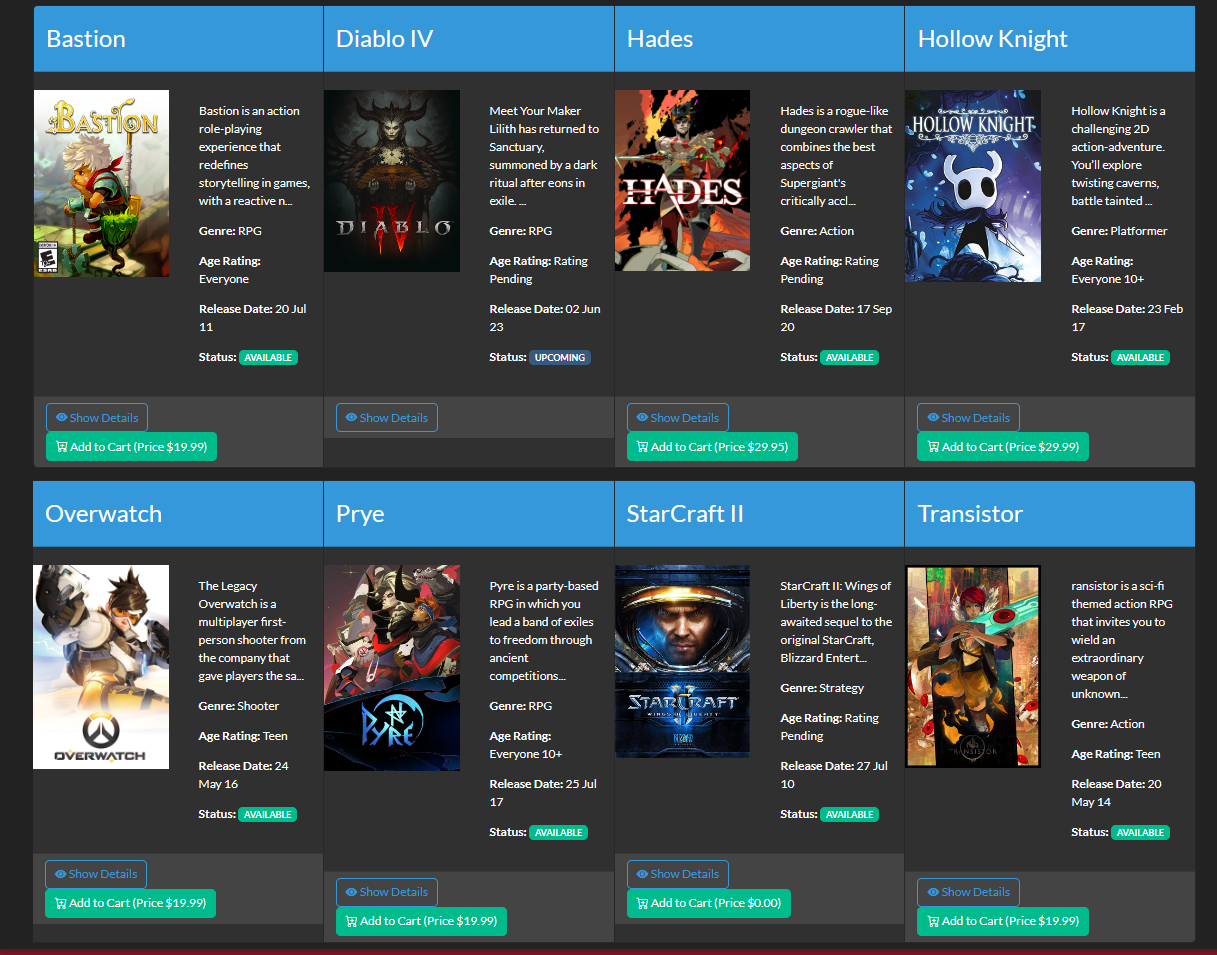 Bastion
BASTION
Bastion is an action
role-playing
experience that
redefines
storytelling in games,
with a reactive n...
Genre: RPG
Age Rating:
Everyone
Release Date: 20 Jul
11
Status: AVAILABLE
Show Details
Add to Cart (Price $19.99)
Diablo IV
DIABLO
IV
Meet Your Maker
Lilith has returned to
Sanctuary,
summoned by a dark
ritual after eons in
exile. ...
Genre: RPG
Age Rating: Rating
Pending
Release Date: 02 Jun
23
Status: UPCOMING
Show Details
Hades
HADES
Hades is a rogue-like
dungeon crawler that
combines the best
aspects of
Supergiant's
critically accl...
Genre: Action
Age Rating: Rating
Pending
Release Date: 17 Sep
20
Status: AVAILABLE
Show Details
Add to Cart (Price $29.95)
Hollow Knight
HOLLOW KNIGHT
Hollow Knight is a
challenging 2D
action-adventure.
You’ll explore
twisting caverns,
battle tainted ...
Genre: Platformer
Age Rating:
Everyone 10+
Release Date: 23 Feb
17
Status: AVAILABLE
Show Details
Add to Cart (Price $29.99)
Overwatch
OVERWATCH
The Legacy
Overwatch is a
multiplayer first-
person shooter from
the company that
gave players the sa...
Genre: Shooter
Age Rating: Teen
Release Date: 24
May 16
Status: AVAILABLE
Show Details
Add to Cart (Price $19.99)
Prye
PYRE
Pyre is a party-based
RPG in which you
lead a band of exiles
to freedom through
ancient
competitions...
Genre: RPG
Age Rating:
Everyone 10+
Release Date: 25 Jul
17
Status: AVAILABLE
Show Details
Add to Cart (Price $19.99)
StarCraft II
STARCRAFT
II
WINGS OF LIBERTY
StarCraft II: Wings of
Liberty is the long-
awaited sequel to the
original StarCraft,
Blizzard Entert...
Genre: Strategy
Age Rating: Rating
Pending
Release Date: 27 Jul
10
Status: AVAILABLE
Show Details
Add to Cart (Price $0.00)
Transistor
TRANSISTOR
ransistor is a sci-fi
themed action RPG
that invites you to
wield an
extraordinary
weapon of
unknown...
Genre: Action
Age Rating: Teen
Release Date: 20
May 14
Status: AVAILABLE
Show Details
Add to Cart (Price $19.99)